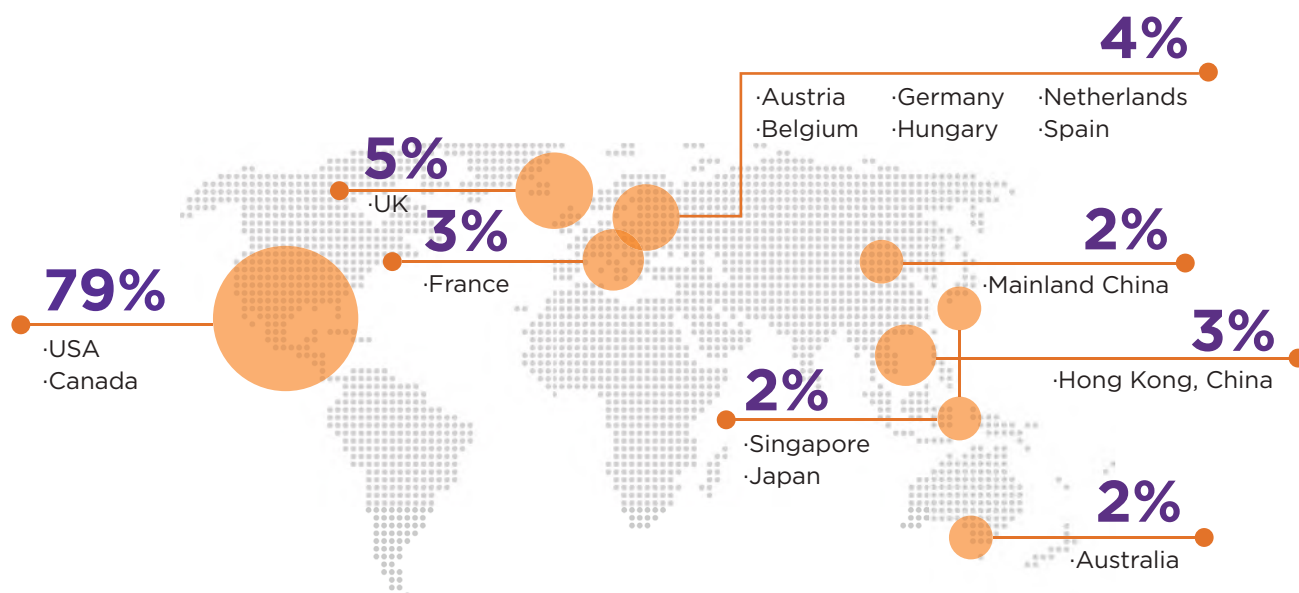 4%
·Austria ·Germany ·Netherlands
·Belgium ·Hungary ·Spain
5%
·UK
3%
·France
79%
·USA
·Canada
2%
·Mainland China
3%
·Hong Kong, China
2%
·Singapore
·Japan
2%
·Australia